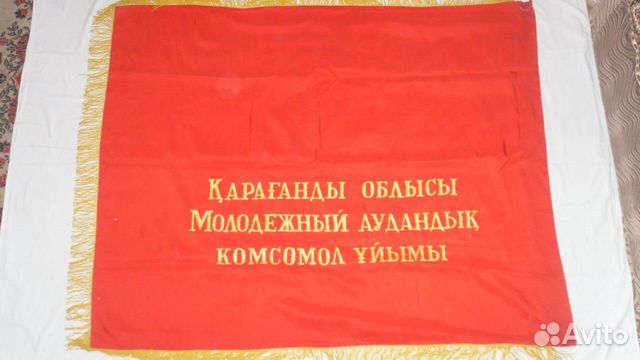 Қарағанды облысы
Молодежный аудандық
комсомол ұйымы
Avito